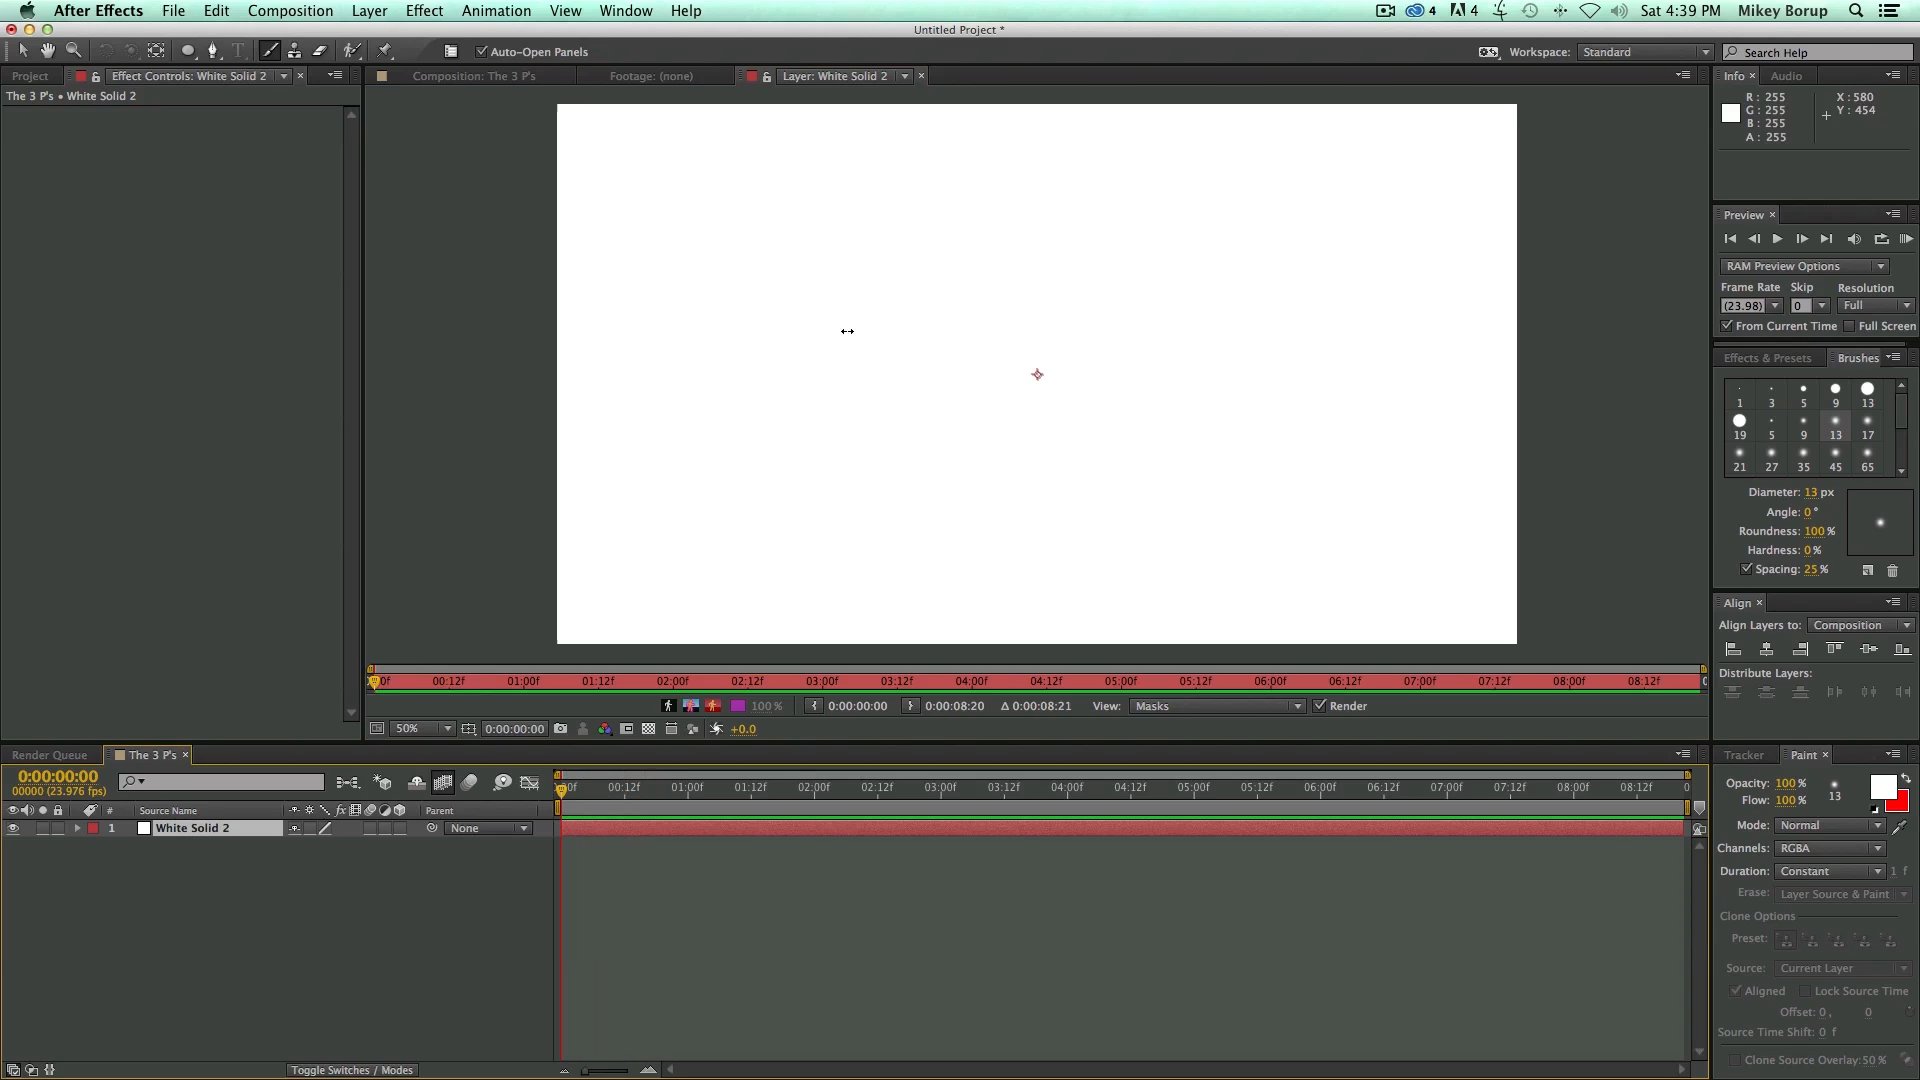 After Effects File Edit Composition Layer Effect Animation View Window Help 4 4 Sat 4:39 PM Mikey Borup
Untitled Project *
Auto-Open Panels Workspace: Standard Search Help
Project Effect Controls: White Solid 2 Composition: The 3 P's Footage: (none) Layer: White Solid 2 Info Audio
The 3 P's • White Solid 2
R: 255 X: 580
G: 255 Y: 454
B: 255
A: 255
Preview
RAM Preview Options
Frame Rate Skip Resolution
(23.98) 0 Full
From Current Time Full Screen
Effects & Presets Brushes
1 3 5 9 13
19 5 9 13 17
21 27 35 45 65
Diameter: 13 px
Angle: 0 °
Roundness: 100 %
Hardness: 0 %
Spacing: 25 %
Align
Align Layers to: Composition
Distribute Layers:
0f 00:12f 01:00f 01:12f 02:00f 02:12f 03:00f 03:12f 04:00f 04:12f 05:00f 05:12f 06:00f 06:12f 07:00f 07:12f 08:00f 08:12f 0
100 % 0:00:00:00 0:00:08:20 Δ 0:00:08:21 View: Masks Render
50% 0:00:00:00 +0.0
Render Queue The 3 P's Tracker Paint
0:00:00:00
00000 (23.976 fps)
00f 00:12f 01:00f 01:12f 02:00f 02:12f 03:00f 03:12f 04:00f 04:12f 05:00f 05:12f 06:00f 06:12f 07:00f 07:12f 08:00f 08:12f 0
# Source Name fx Parent
1 White Solid 2 None
Opacity: 100 %
Flow: 100 % 13
Mode: Normal
Channels: RGBA
Duration: Constant 1 f
Erase: Layer Source & Paint
Clone Options
Preset:
Source: Current Layer
Aligned Lock Source Time
Offset: 0 , 0
Source Time Shift: 0 f
Clone Source Overlay: 50 %
Toggle Switches / Modes